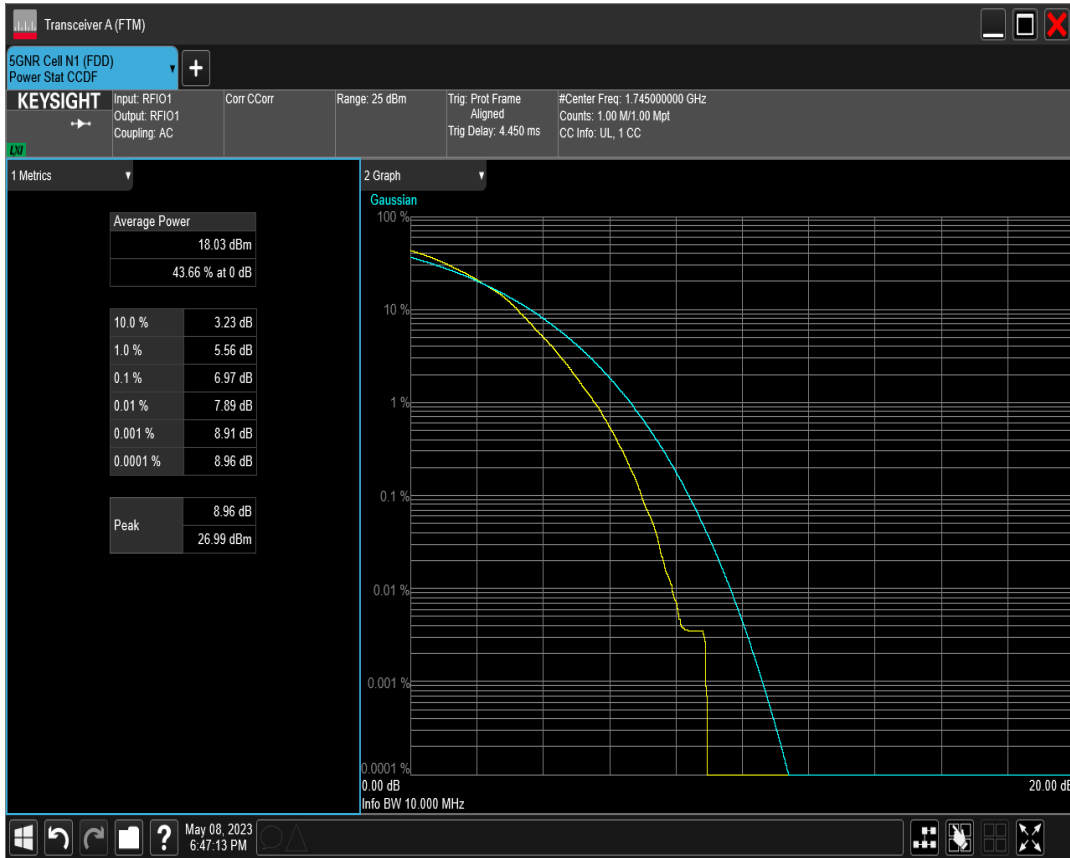 Transceiver A (FTM)
5GNR Cell N1 (FDD)
Power Stat CCDF
+
KEYSIGHT
LXI
Input: RFIO1
Output: RFIO1
Coupling: AC
Corr CCorr
Range: 25 dBm
Trig: Prot Frame
Aligned
Trig Delay: 4.450 ms
#Center Freq: 1.745000000 GHz
Counts: 1.00 M/1.00 Mpt
CC Info: UL, 1 CC
1 Metrics
Average Power
18.03 dBm
43.66 % at 0 dB
10.0 % 3.23 dB
1.0 % 5.56 dB
0.1 % 6.97 dB
0.01 % 7.89 dB
0.001 % 8.91 dB
0.0001 % 8.96 dB
Peak
8.96 dB
26.99 dBm
2 Graph
Gaussian
100 %
10 %
1 %
0.1 %
0.01 %
0.001 %
0.0001 %
0.00 dB 20.00 dB
Info BW 10.000 MHz
?
May 08, 2023
6:47:13 PM